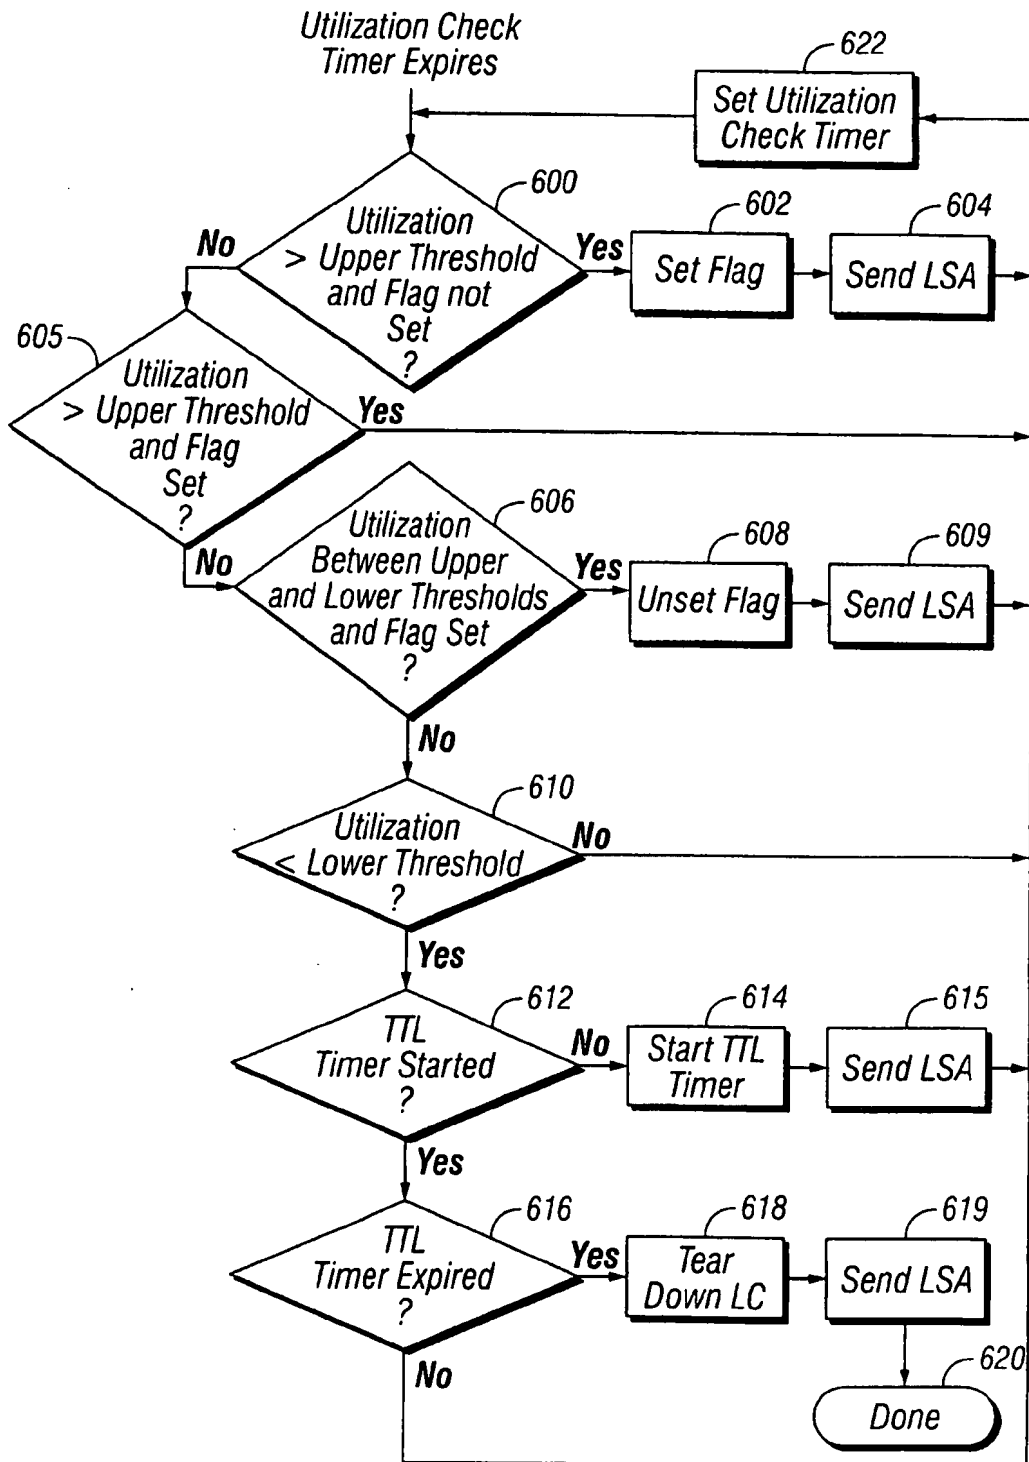 Utilization Check
Timer Expires
622
Set Utilization
Check Timer
600
Utilization
> Upper Threshold
and Flag not
Set
?
No
Yes
602
Set Flag
604
Send LSA
605
Utilization
> Upper Threshold
and Flag
Set
?
Yes
No
606
Utilization
Between Upper
and Lower Thresholds
and Flag Set
?
Yes
608
Unset Flag
609
Send LSA
No
610
Utilization
< Lower Threshold
?
No
Yes
612
TTL
Timer Started
?
No
614
Start TTL
Timer
615
Send LSA
Yes
616
TTL
Timer Expired
?
Yes
618
Tear
Down LC
619
Send LSA
No
620
Done